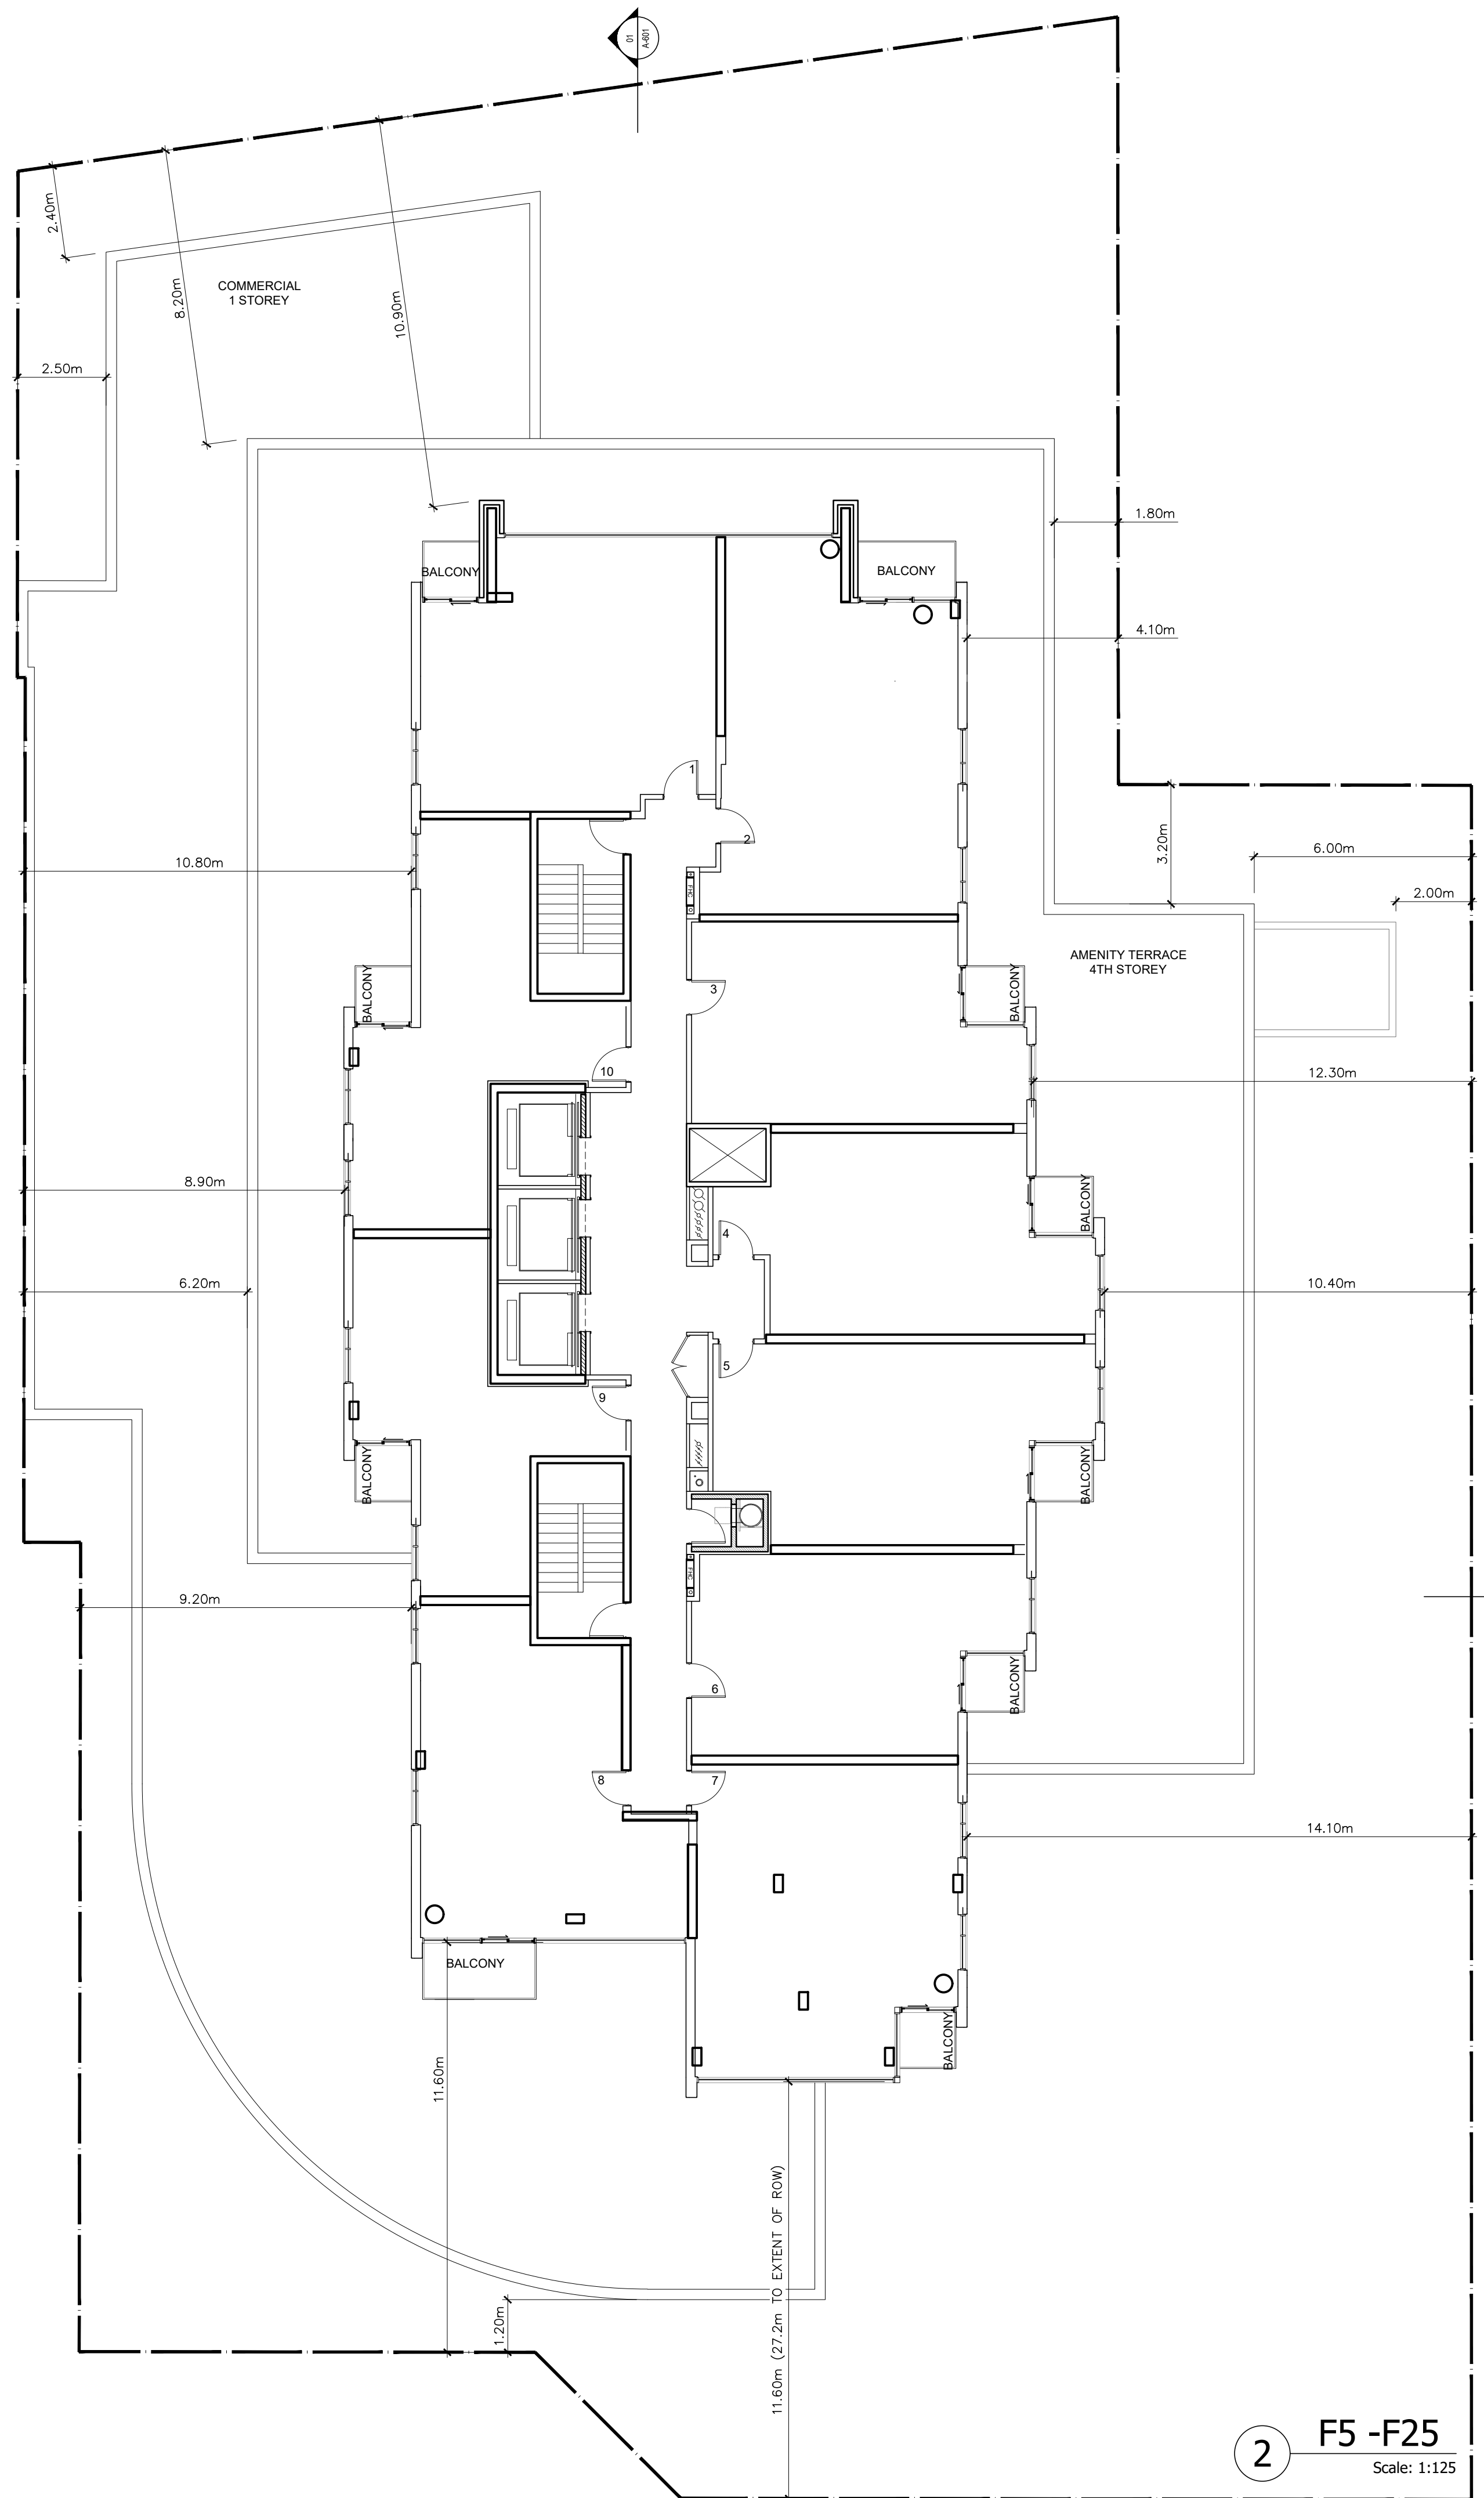 01
A-601
2.40m
8.20m
10.90m
COMMERCIAL
1 STOREY
2.50m
1.80m
BALCONY
BALCONY
4.10m
1
2
3.20m
6.00m
10.80m
FHC
2.00m
AMENITY TERRACE
4TH STOREY
BALCONY
BALCONY
3
10
12.30m
8.90m
BALCONY
4
6.20m
10.40m
5
9
BALCONY
BALCONY
FHC
9.20m
BALCONY
6
8
7
14.10m
BALCONY
BALCONY
11.60m
11.60m (27.2m TO EXTENT OF ROW)
1.20m
2
F5 -F25
Scale: 1:125